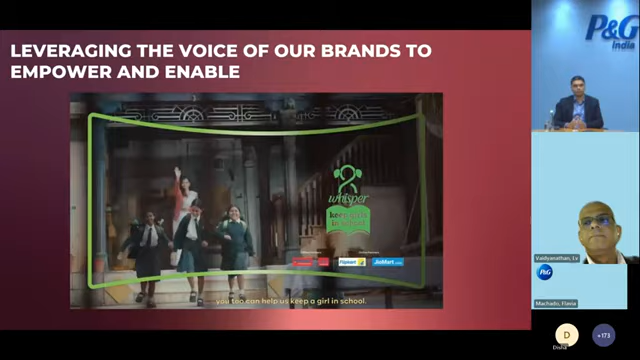 LEVERAGING THE VOICE OF OUR BRANDS TO
EMPOWER AND ENABLE
whisper
keep girls
in school
Flipkart
JioMart
you too can help us keep a girl in school.
P&G
India
Vaidyanathan, Lv
P&G
Machado, Flavia
D
Disha
+173